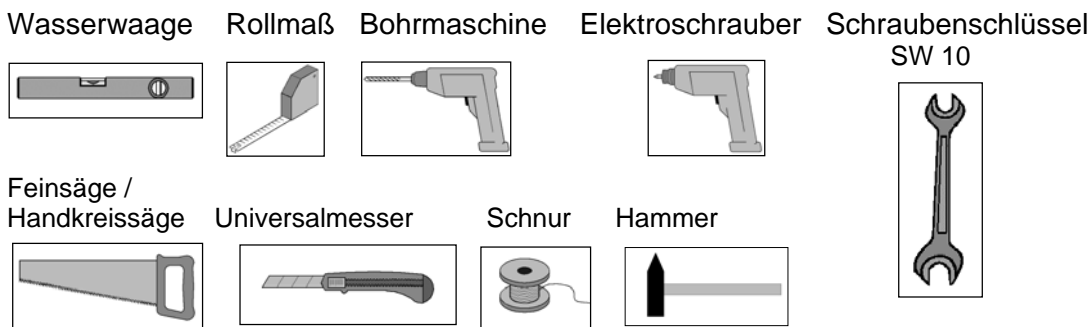 Wasserwaage Rollmaß Bohrmaschine Elektroschrauber Schraubenschlüssel
SW 10
Feinsäge /
Handkreissäge Universalmesser Schnur Hammer